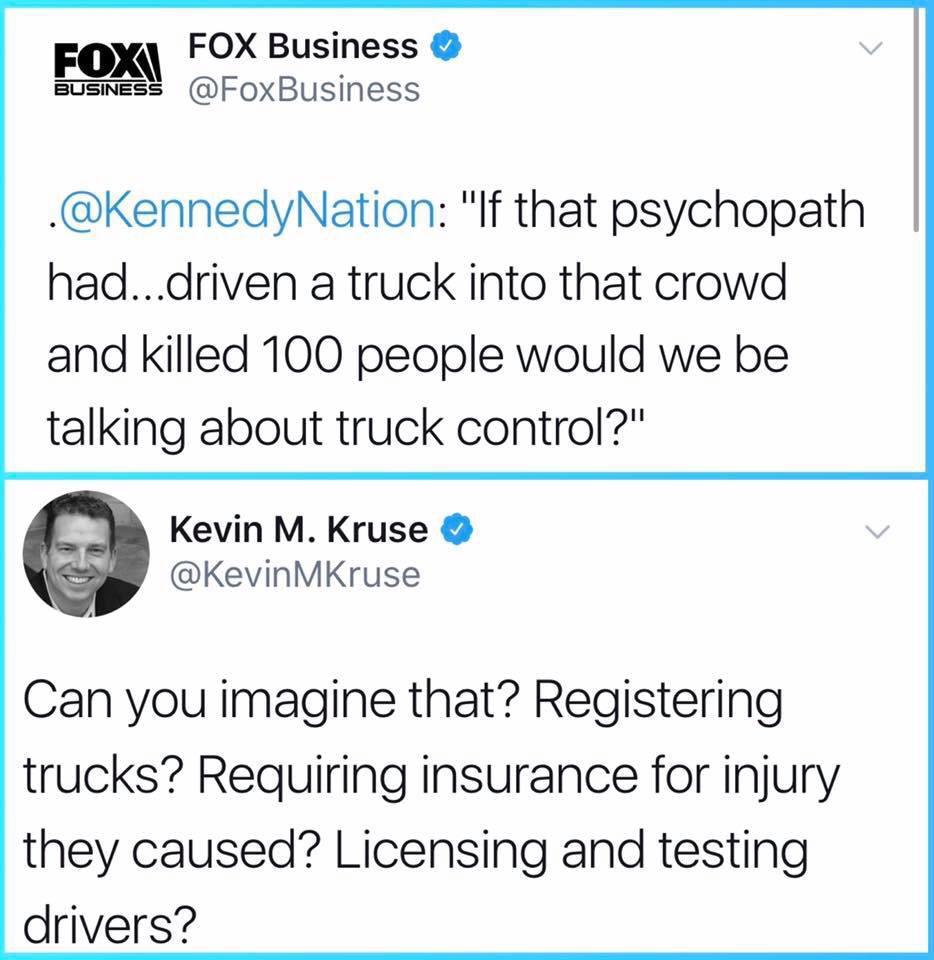 FOX
BUSINESS
FOX Business
@FoxBusiness
.@KennedyNation: "If that psychopath
had...driven a truck into that crowd
and killed 100 people would we be
talking about truck control?"
Kevin M. Kruse
@KevinMKruse
Can you imagine that? Registering
trucks? Requiring insurance for injury
they caused? Licensing and testing
drivers?